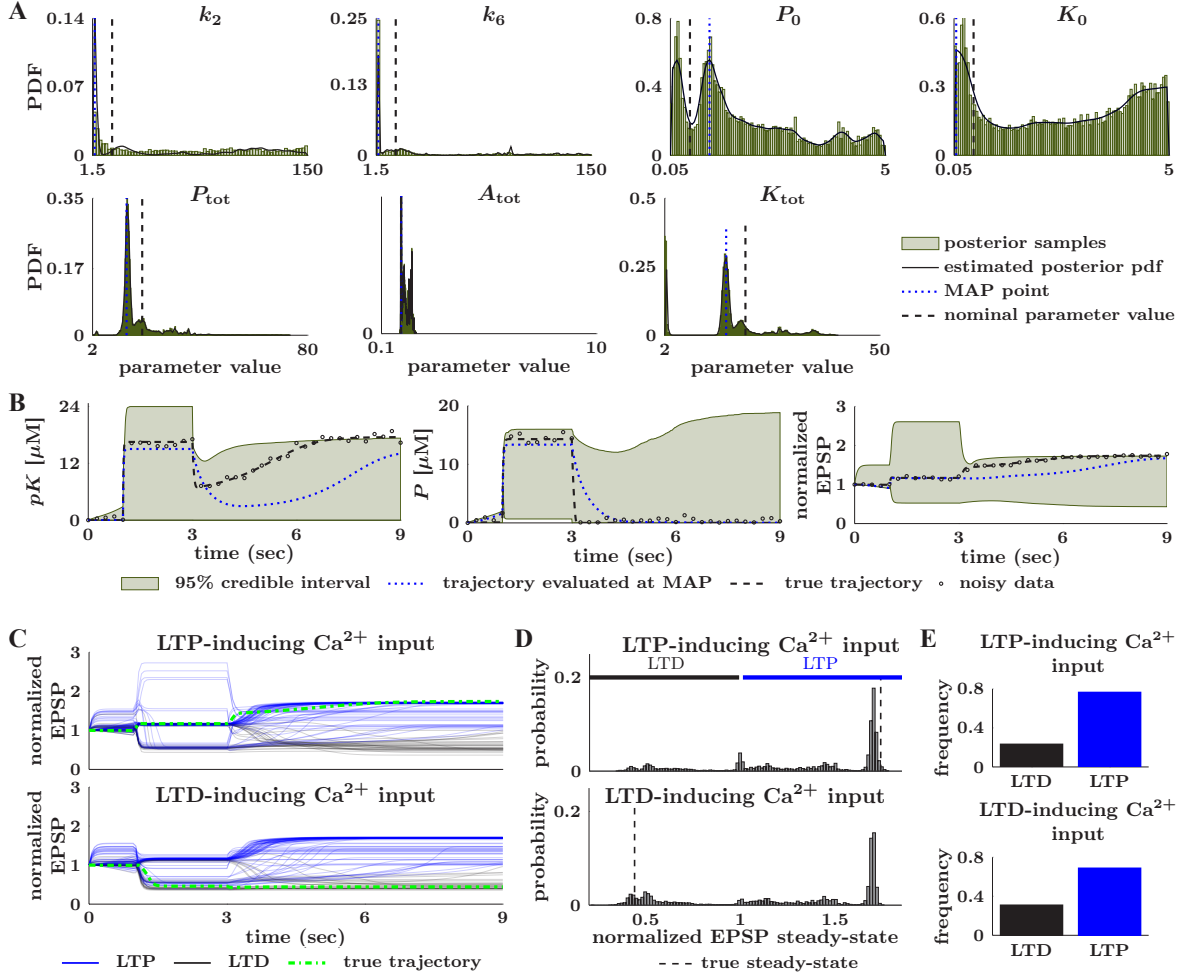 A
k₂
k₆
P₀
K₀
PDF
0.14
0.07
0
1.5
150
0.25
0.13
0
1.5
150
0.8
0.4
0
0.05
5
0.6
0.3
0
0.05
5
P_tot
A_tot
K_tot
PDF
0.35
0.17
0
2
80
parameter value
0
0.1
10
parameter value
0.5
0.25
0
2
50
parameter value
posterior samples
estimated posterior pdf
MAP point
nominal parameter value
B
pK [μM]
24
12
0
0
3
6
9
time (sec)
P [μM]
20
10
0
0
3
6
9
time (sec)
normalized
EPSP
3
2
1
0
0
3
6
9
time (sec)
95% credible interval
trajectory evaluated at MAP
true trajectory
noisy data
C
LTP-inducing Ca²⁺ input
normalized
EPSP
3
2
1
0
LTD-inducing Ca²⁺ input
normalized
EPSP
3
2
1
0
0
3
6
9
time (sec)
LTP
LTD
true trajectory
D
LTP-inducing Ca²⁺ input
LTD
LTP
probability
0.2
0
LTD-inducing Ca²⁺ input
probability
0.2
0
0.5
1
1.5
normalized EPSP steady-state
true steady-state
E
LTP-inducing Ca²⁺
input
frequency
0.8
0.4
0
LTD
LTP
LTD-inducing Ca²⁺
input
frequency
0.8
0.4
0
LTD
LTP